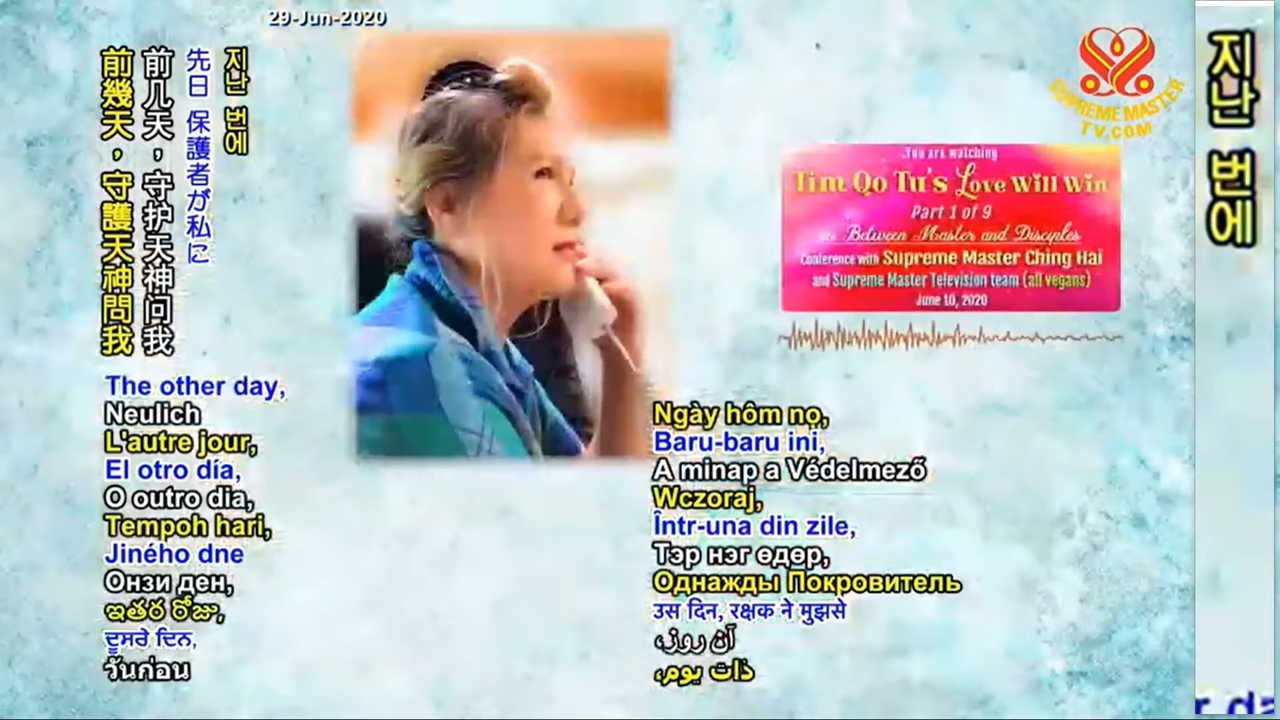 29-Jun-2020
지난 번에
先日 保護者が私に
前几天，守护天神问我
前幾天，守護天神問我
SUPREME MASTER
TV.COM
You are watching
Tim Qo Tu's Love Will Win
Part 1 of 9
Between Master and Disciples
Conference with Supreme Master Ching Hai
and Supreme Master Television team (all vegans)
June 10, 2020
The other day,
Neulich
L'autre jour,
El otro día,
O outro dia,
Tempoh hari,
Jiného dne
Онзи ден,
ఇతర రోజు,
ਦੂਸਰੇ ਦਿਨ,
วันก่อน
Ngày hôm nọ,
Baru-baru ini,
A minap a Védelmező
Wczoraj,
Într-una din zile,
Тэр нэг өдөр,
Однажды Покровитель
उस दिन, रक्षक ने मुझसे
آن روز،
ذات يوم،
지난 번에
r da